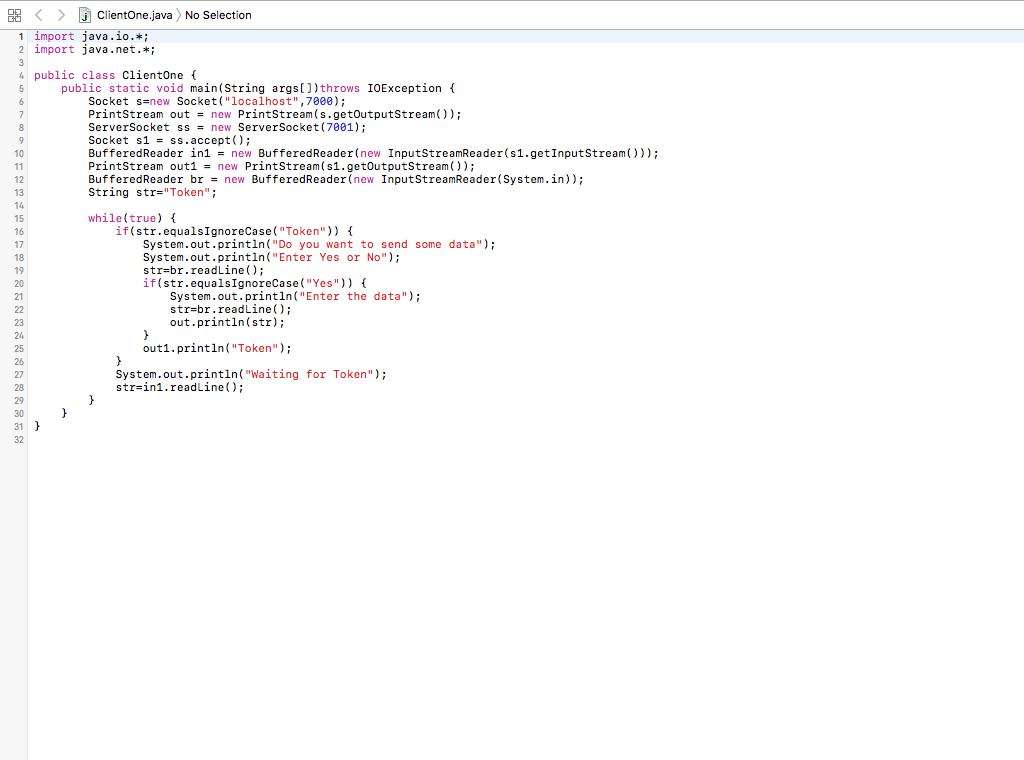 ClientOne.java 〉 No Selection
1 import java.io.*;
2 import java.net.*;
3
4 public class ClientOne {
5     public static void main(String args[])throws IOException {
6         Socket s=new Socket("localhost",7000);
7         PrintStream out = new PrintStream(s.getOutputStream());
8         ServerSocket ss = new ServerSocket(7001);
9         Socket s1 = ss.accept();
10         BufferedReader in1 = new BufferedReader(new InputStreamReader(s1.getInputStream()));
11         PrintStream out1 = new PrintStream(s1.getOutputStream());
12         BufferedReader br = new BufferedReader(new InputStreamReader(System.in));
13         String str="Token";
14
15         while(true) {
16             if(str.equalsIgnoreCase("Token")) {
17                 System.out.println("Do you want to send some data");
18                 System.out.println("Enter Yes or No");
19                 str=br.readLine();
20                 if(str.equalsIgnoreCase("Yes")) {
21                     System.out.println("Enter the data");
22                     str=br.readLine();
23                     out.println(str);
24                 }
25                 out1.println("Token");
26             }
27             System.out.println("Waiting for Token");
28             str=in1.readLine();
29         }
30     }
31 }
32